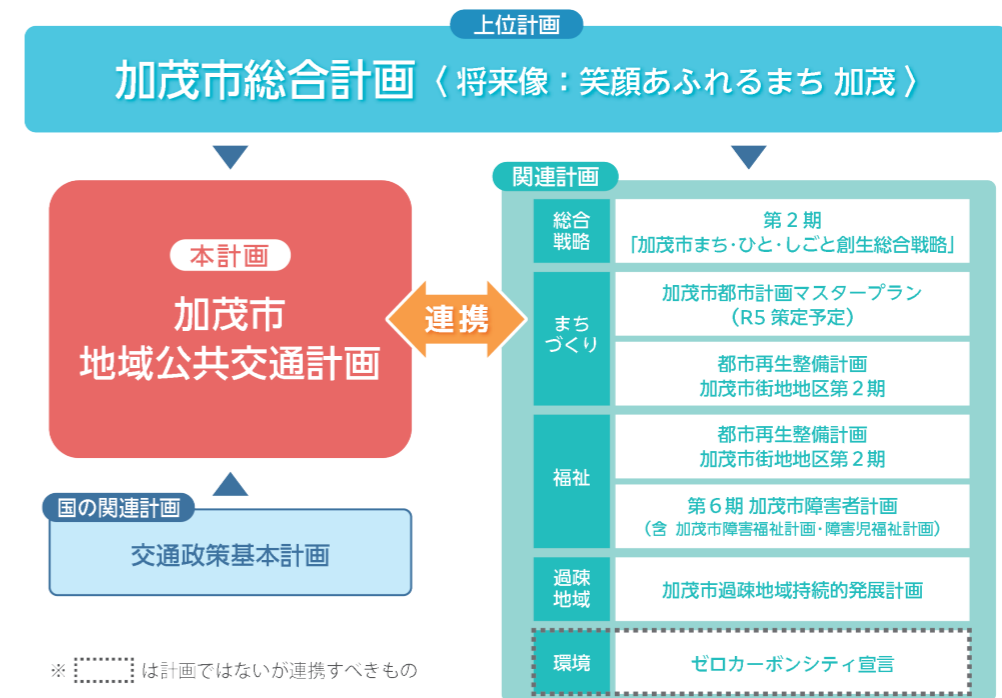 上位計画
加茂市総合計画〈 将来像：笑顔あふれるまち 加茂 〉
本計画
加茂市
地域公共交通計画
国の関連計画
交通政策基本計画
※ は計画ではないが連携すべきもの
連携
関連計画
総合
戦略
第２期
「加茂市まち・ひと・しごと創生総合戦略」
まち
づくり
加茂市都市計画マスタープラン
（R5 策定予定）
都市再生整備計画
加茂市街地地区第２期
福祉
都市再生整備計画
加茂市街地地区第２期
第６期 加茂市障害者計画
（含 加茂市障害福祉計画・障害児福祉計画）
過疎
地域
加茂市過疎地域持続的発展計画
環境
ゼロカーボンシティ宣言